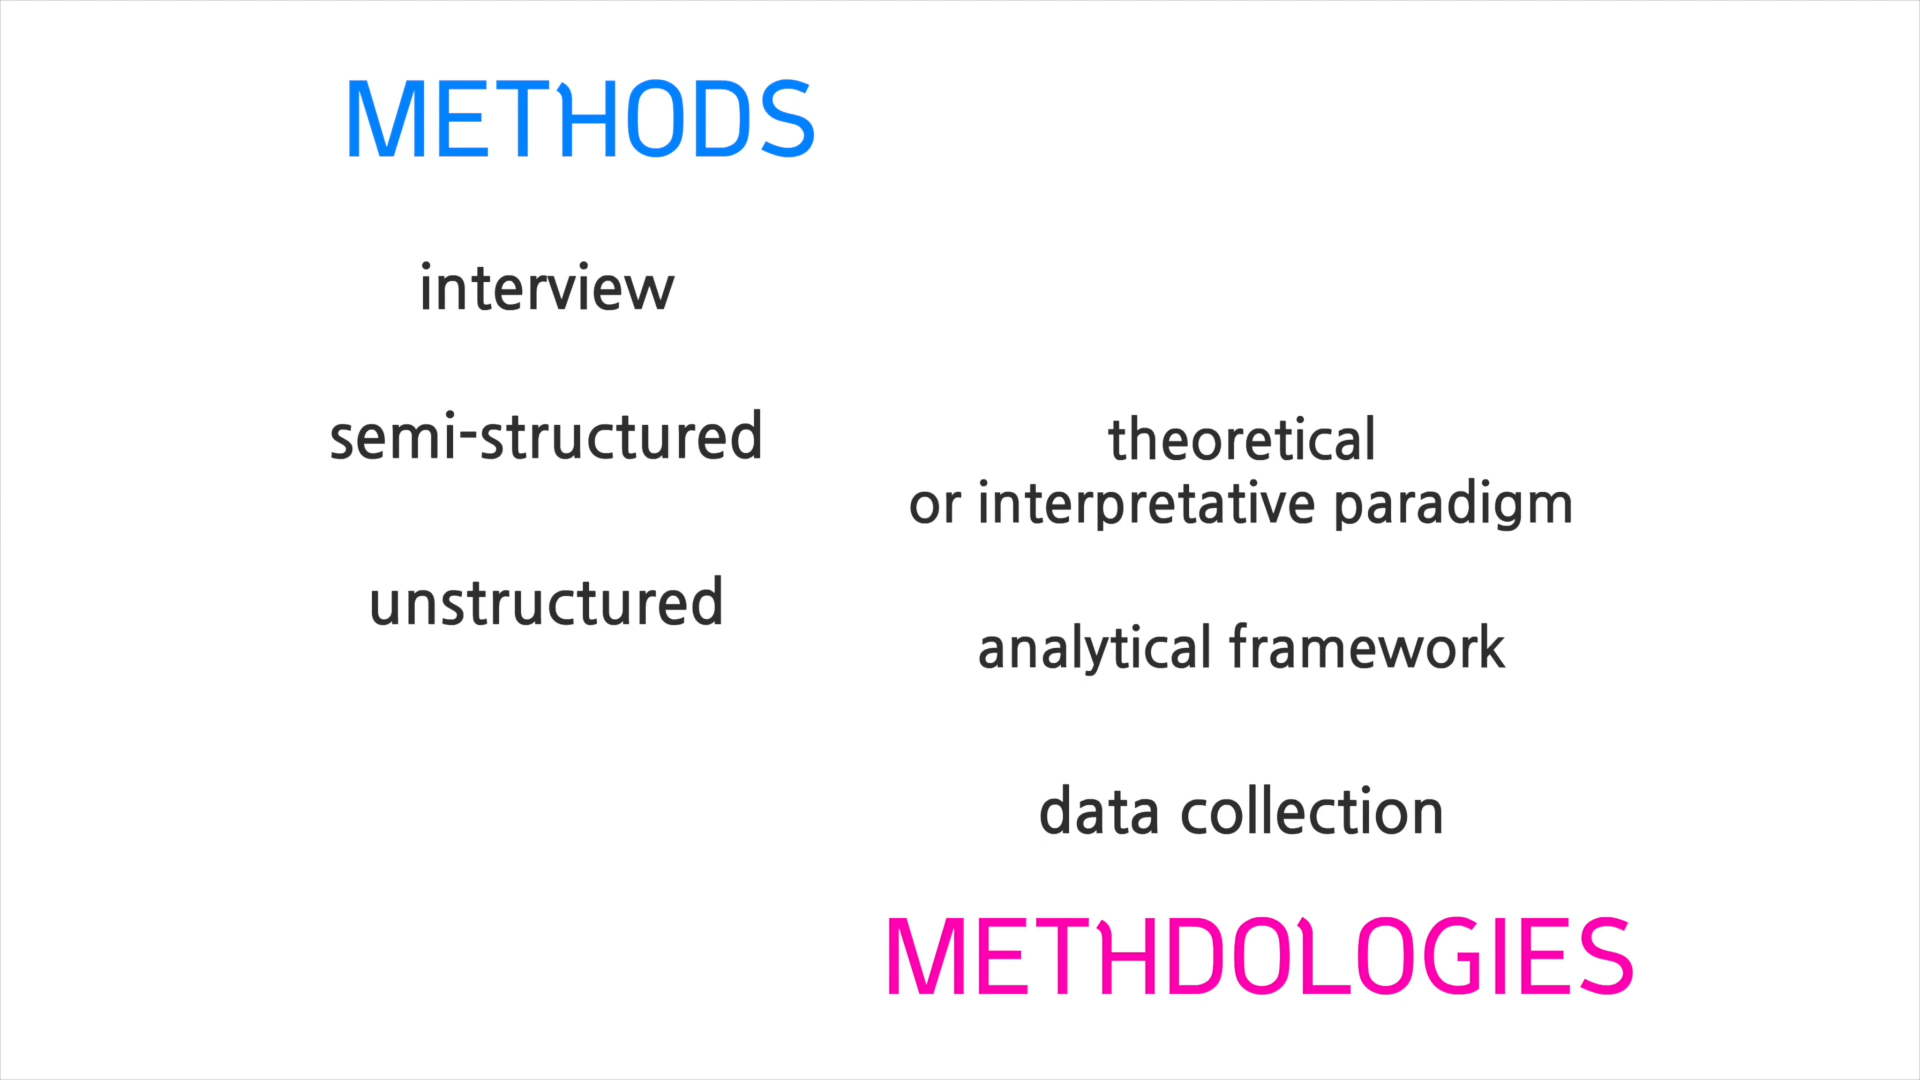 METHODS
interview
semi-structured
unstructured
theoretical
or interpretative paradigm
analytical framework
data collection
METHDOLOGIES